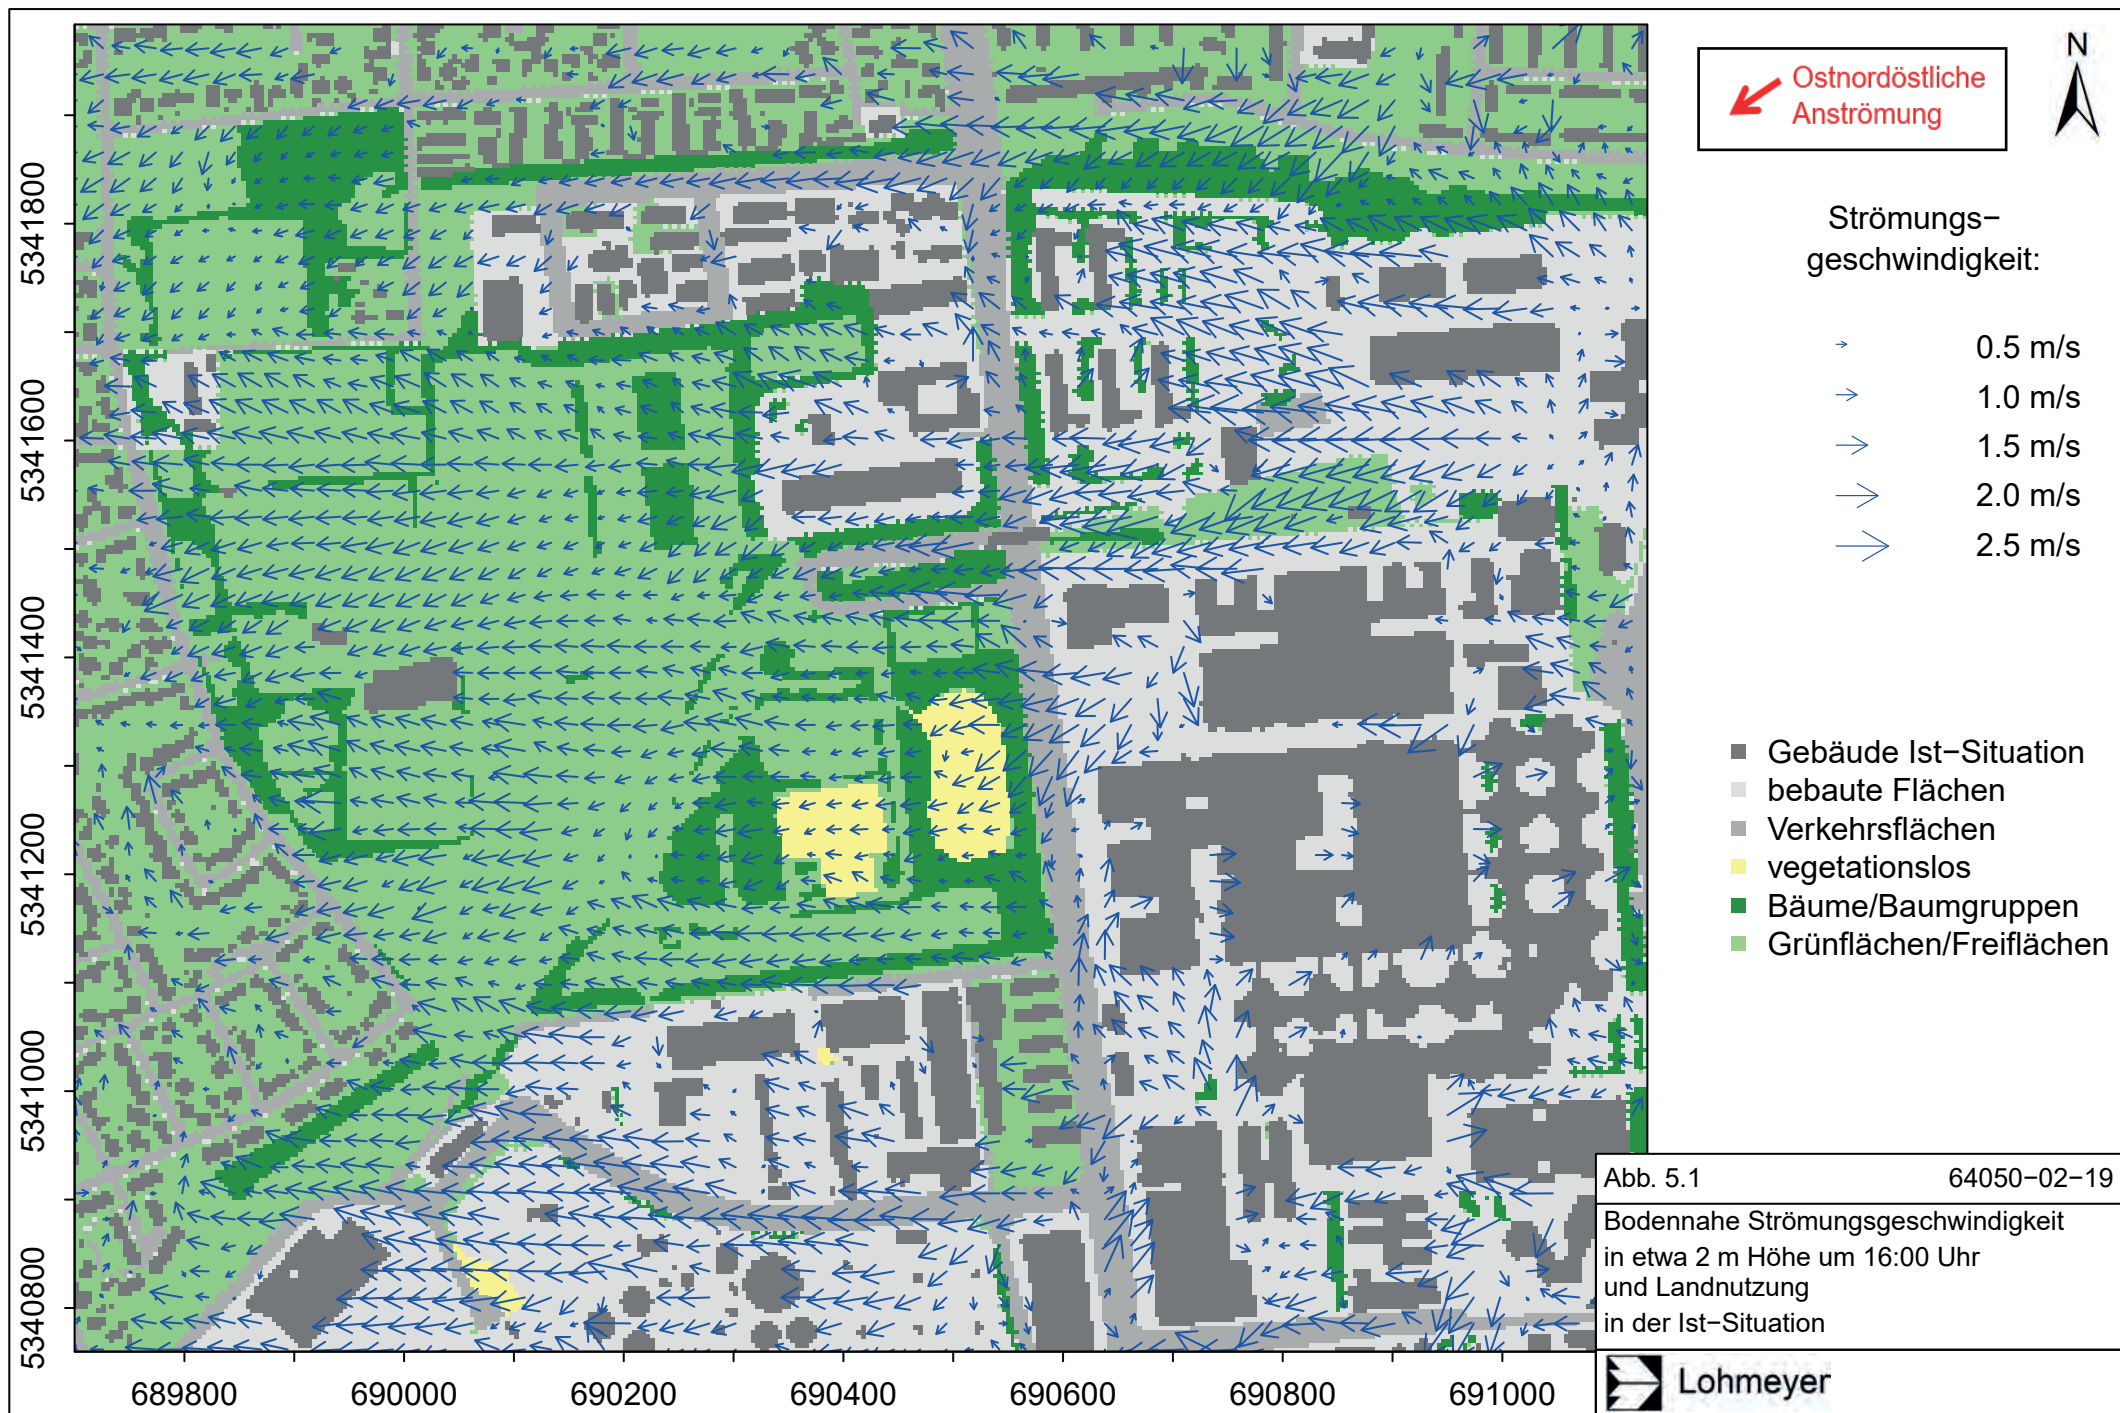 Ostnordöstliche
Anströmung
N
Strömungs−
geschwindigkeit:
0.5 m/s
1.0 m/s
1.5 m/s
2.0 m/s
2.5 m/s
Gebäude Ist−Situation
bebaute Flächen
Verkehrsflächen
vegetationslos
Bäume/Baumgruppen
Grünflächen/Freiflächen
5341800
5341600
5341400
5341200
5341000
5340800
689800 690000 690200 690400 690600 690800 691000
Abb. 5.1 64050−02−19
Bodennahe Strömungsgeschwindigkeit
in etwa 2 m Höhe um 16:00 Uhr
und Landnutzung
in der Ist−Situation
Lohmeyer